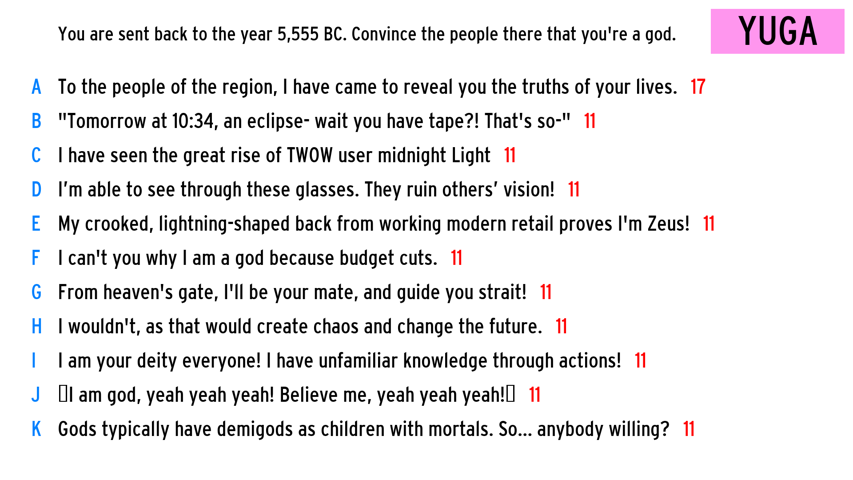 You are sent back to the year 5,555 BC. Convince the people there that you're a god.
YUGA
A To the people of the region, I have came to reveal you the truths of your lives. 17
B "Tomorrow at 10:34, an eclipse- wait you have tape?! That's so-" 11
C I have seen the great rise of TWOW user midnight Light 11
D I’m able to see through these glasses. They ruin others’ vision! 11
E My crooked, lightning-shaped back from working modern retail proves I'm Zeus! 11
F I can't you why I am a god because budget cuts. 11
G From heaven's gate, I'll be your mate, and guide you strait! 11
H I wouldn't, as that would create chaos and change the future. 11
I I am your deity everyone! I have unfamiliar knowledge through actions! 11
J ▯I am god, yeah yeah yeah! Believe me, yeah yeah yeah!▯ 11
K Gods typically have demigods as children with mortals. So... anybody willing? 11